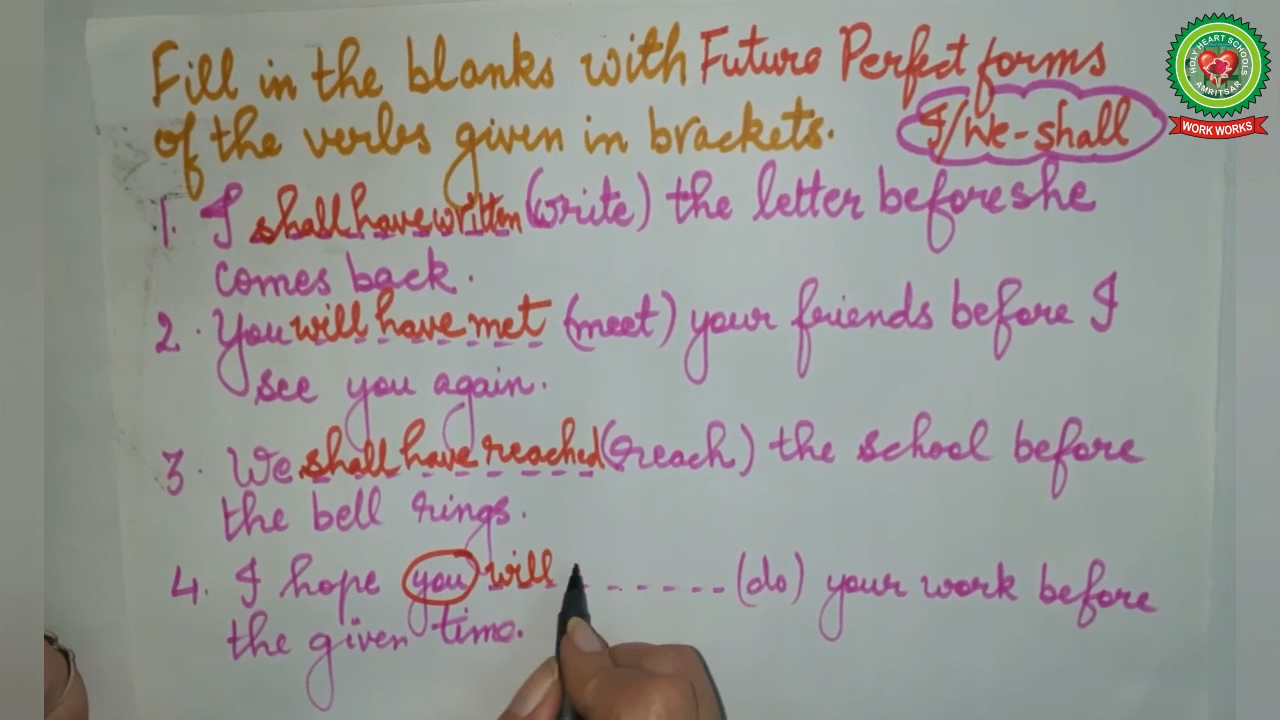 Fill in the blanks with Future Perfect forms
of the verbs given in brackets. I/We-shall
1. I shall have written (write) the letter before she
comes back.
2. You will have met (meet) your friends before I
see you again.
3. We shall have reached (reach) the school before
the bell rings.
4. I hope you will ------ (do) your work before
the given time.
HOLY HEART SCHOOLS
AMRITSAR
WORK WORKS